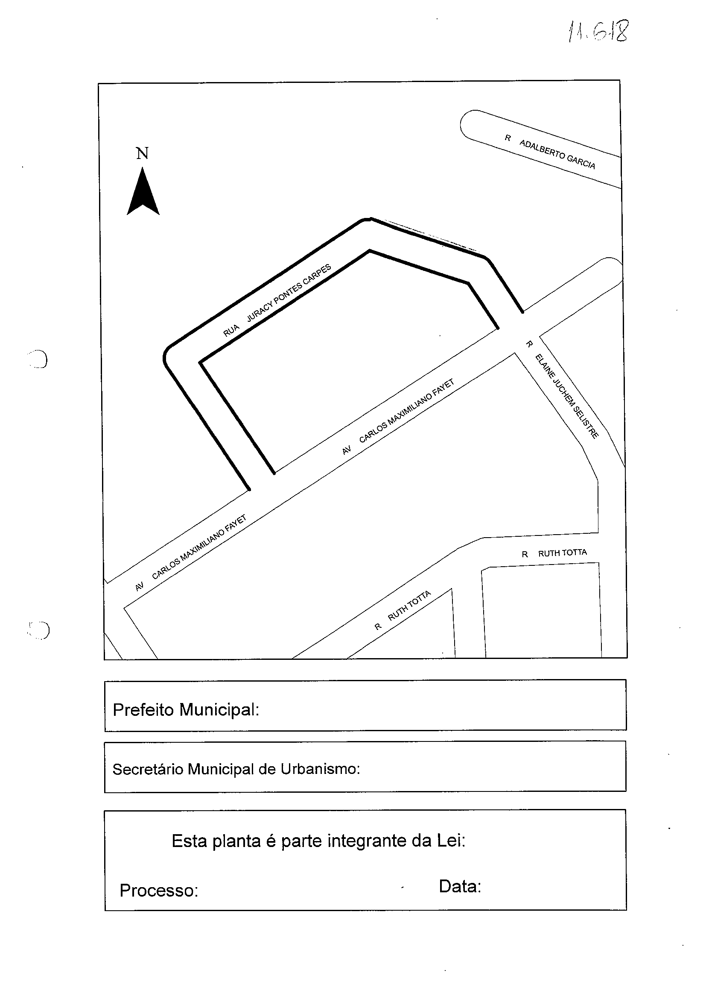 11.618
R ADALBERTO GARCIA
N
RUA JURACY PONTES CARPES
R ELAINE JUCHEM SELISTRE
AV CARLOS MAXIMILIANO FAYET
AV CARLOS MAXIMILIANO FAYET
R RUTH TOTTA
R RUTH TOTTA
Prefeito Municipal:
Secretário Municipal de Urbanismo:
Esta planta é parte integrante da Lei:
Processo:
Data: